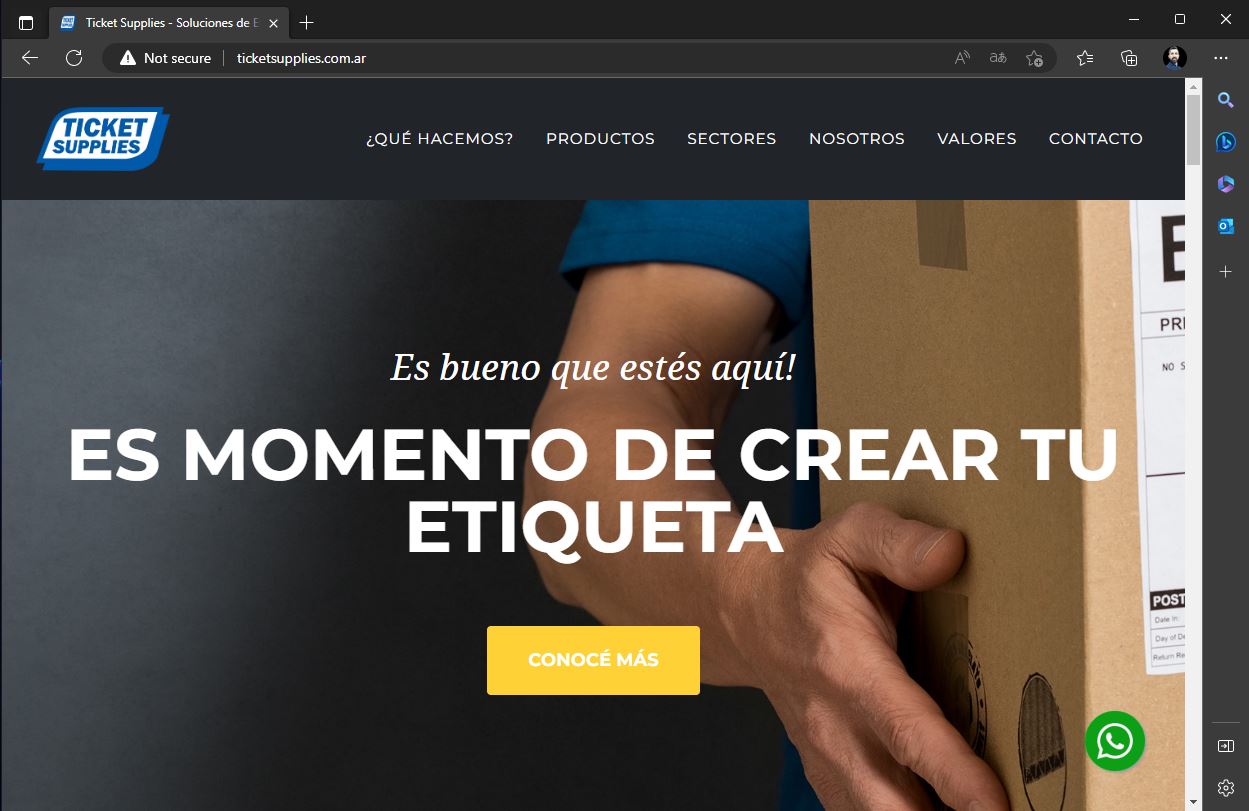 Ticket Supplies - Soluciones de E
Not secure
ticketsupplies.com.ar
TICKET
SUPPLIES
¿QUÉ HACEMOS?
PRODUCTOS
SECTORES
NOSOTROS
VALORES
CONTACTO
E
PRI
NO S
Es bueno que estés aquí!
ES MOMENTO DE CREAR TU
ETIQUETA
CONOCÉ MÁS
POST
Date In:
Day of De
Return Re